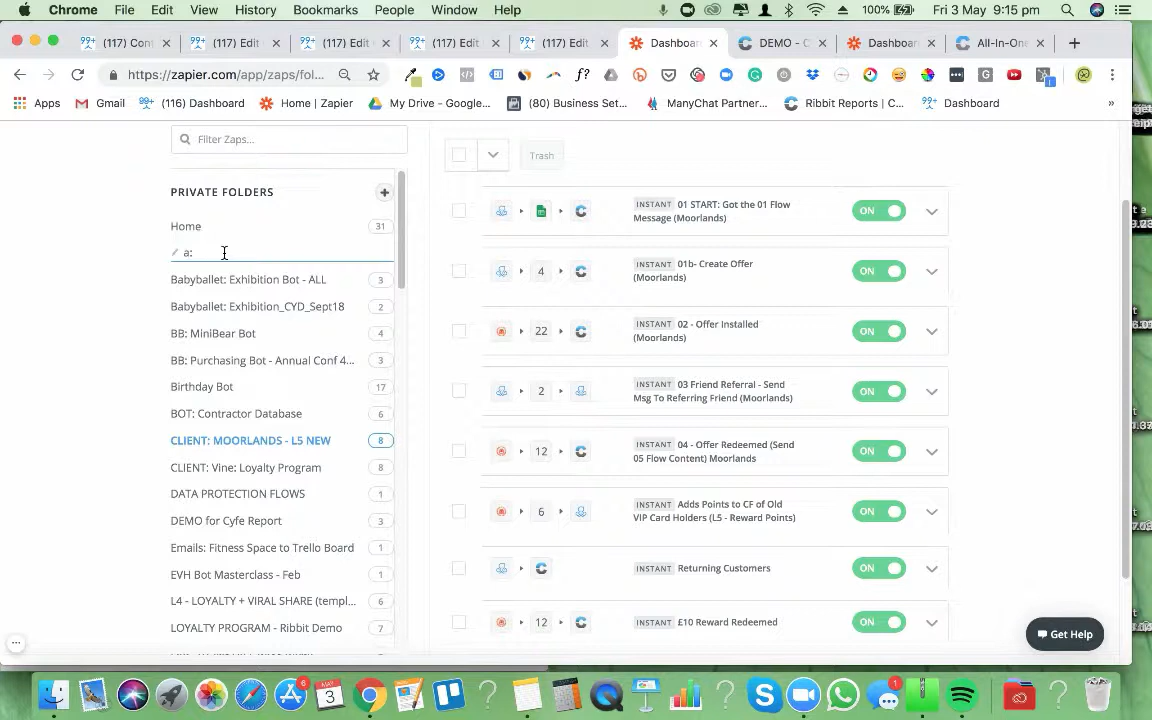 Chrome File Edit View History Bookmarks People Window Help 100% Fri 3 May 9:15 pm
(117) Con
(117) Edit
(117) Edit
(117) Edit
(117) Edit
Dashboar
DEMO - C
Dashboar
All-In-One
https://zapier.com/app/zaps/fol...
Apps
Gmail
(116) Dashboard
Home | Zapier
My Drive - Google...
(80) Business Set...
ManyChat Partner...
Ribbit Reports | C...
Dashboard
»
Filter Zaps...
Trash
PRIVATE FOLDERS
Home 31
a:
Babyballet: Exhibition Bot - ALL 3
Babyballet: Exhibition_CYD_Sept18 2
BB: MiniBear Bot 4
BB: Purchasing Bot - Annual Conf 4... 3
Birthday Bot 17
BOT: Contractor Database 6
CLIENT: MOORLANDS - L5 NEW 8
CLIENT: Vine: Loyalty Program 8
DATA PROTECTION FLOWS 1
DEMO for Cyfe Report 3
Emails: Fitness Space to Trello Board 1
EVH Bot Masterclass - Feb 1
L4 - LOYALTY + VIRAL SHARE (templ... 6
LOYALTY PROGRAM - Ribbit Demo 7
INSTANT 01 START: Got the 01 Flow
Message (Moorlands)
ON
4
INSTANT 01b- Create Offer
(Moorlands)
ON
22
INSTANT 02 - Offer Installed
(Moorlands)
ON
2
INSTANT 03 Friend Referral - Send
Msg To Referring Friend (Moorlands)
ON
12
INSTANT 04 - Offer Redeemed (Send
05 Flow Content) Moorlands
ON
6
INSTANT Adds Points to CF of Old
VIP Card Holders (L5 - Reward Points)
ON
INSTANT Returning Customers
ON
12
INSTANT £10 Reward Redeemed
ON
Get Help
MAY
3
6
1